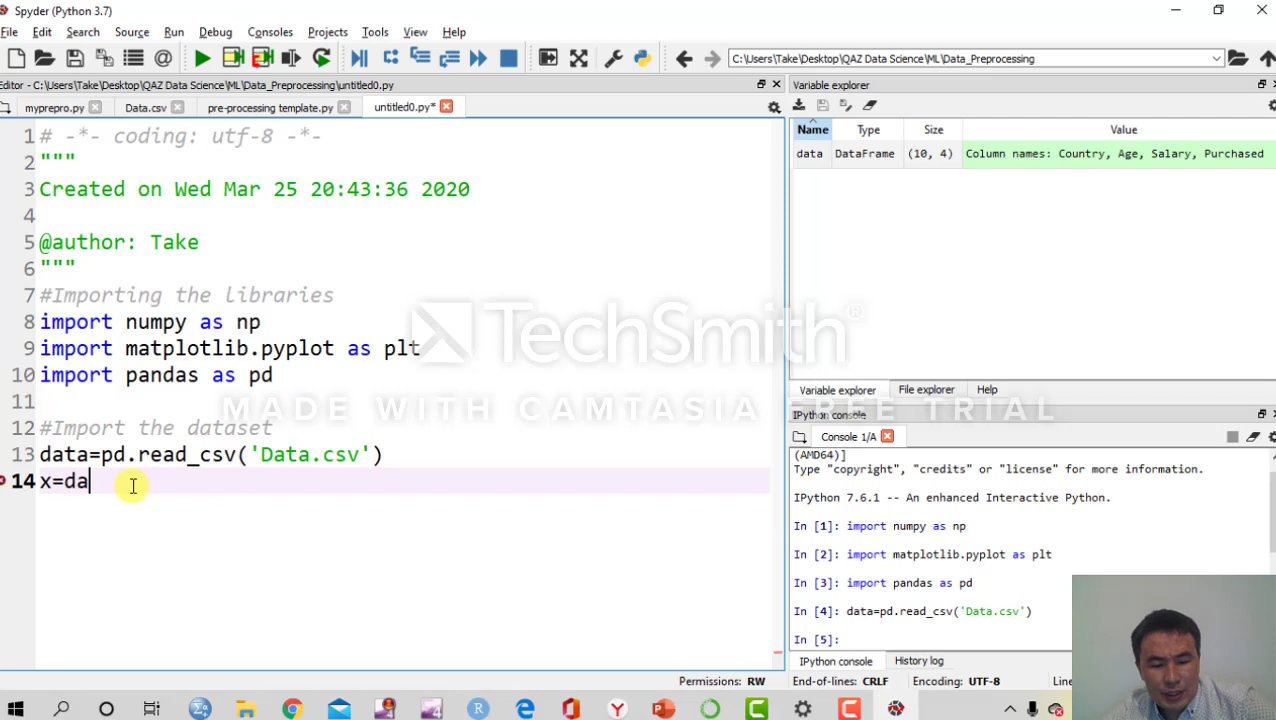 Spyder (Python 3.7)
File Edit Search Source Run Debug Consoles Projects Tools View Help
C:\Users\Take\Desktop\QAZ Data Science\ML\Data_Preprocessing
Editor - C:\Users\Take\Desktop\QAZ Data Science\ML\Data_Preprocessing\untitled0.py
myprepro.py Data.csv pre-processing template.py untitled0.py*
1 # -*- coding: utf-8 -*-
2 """
3 Created on Wed Mar 25 20:43:36 2020
4
5 @author: Take
6 """
7 #Importing the libraries
8 import numpy as np
9 import matplotlib.pyplot as plt
10 import pandas as pd
11
12 #Import the dataset
13 data=pd.read_csv('Data.csv')
14 x=da
TechSmith®
MADE WITH CAMTASIA FREE TRIAL
Variable explorer
Name Type Size Value
data DataFrame (10, 4) Column names: Country, Age, Salary, Purchased
Variable explorer File explorer Help
IPython console
Console 1/A
(AMD64)]
Type "copyright", "credits" or "license" for more information.
IPython 7.6.1 -- An enhanced Interactive Python.
In [1]: import numpy as np
In [2]: import matplotlib.pyplot as plt
In [3]: import pandas as pd
In [4]: data=pd.read_csv('Data.csv')
In [5]:
IPython console History log
Permissions: RW End-of-lines: CRLF Encoding: UTF-8 Line: